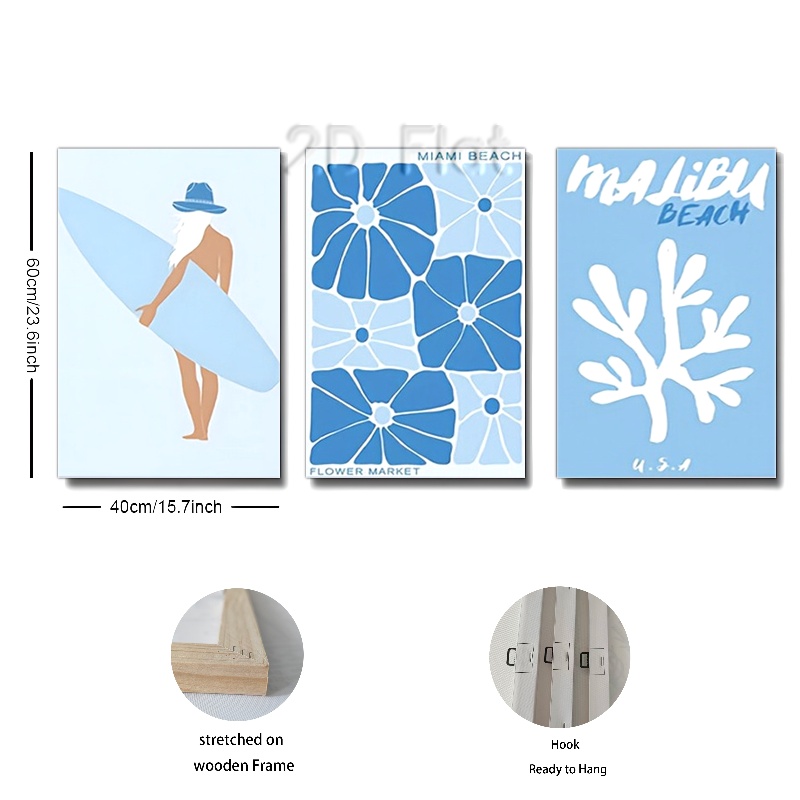 2D Flat
MIAMI BEACH
MALiBU
BEACH
60cm/23.6inch
FLOWER MARKET
U.S.A
40cm/15.7inch
stretched on
wooden Frame
Hook
Ready to Hang